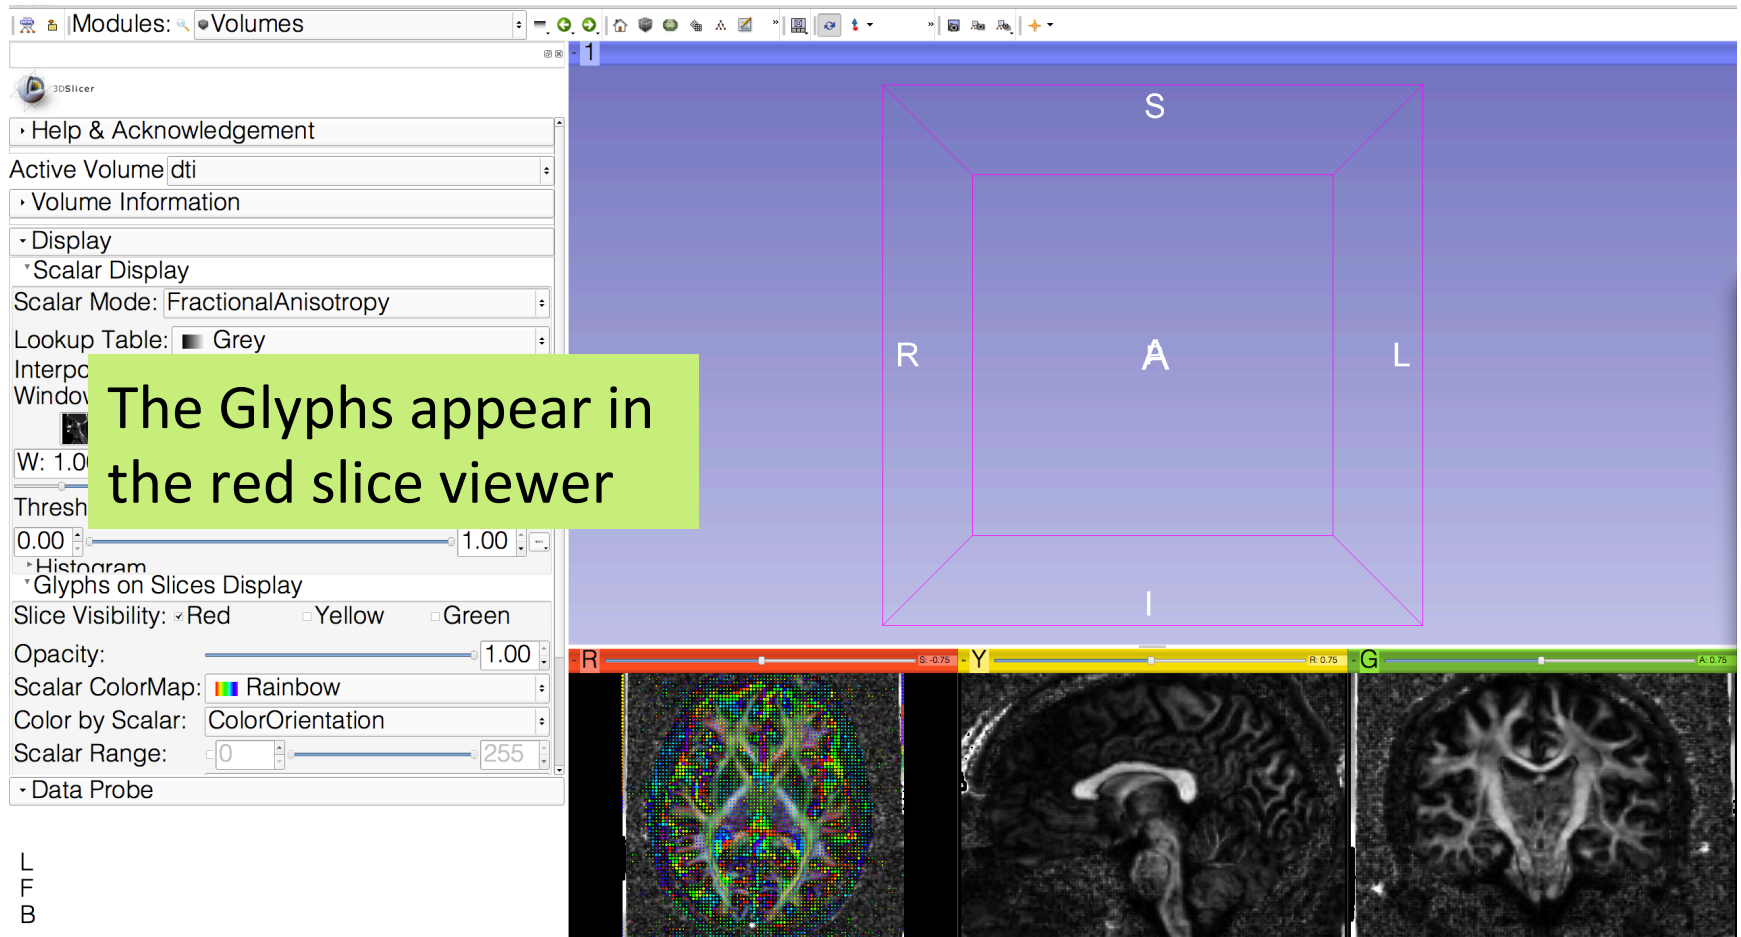 Modules: Volumes
1
3DSlicer
Help & Acknowledgement
Active Volume dti
Volume Information
Display
Scalar Display
Scalar Mode: FractionalAnisotropy
Lookup Table: Grey
The Glyphs appear in
the red slice viewer
W: 1.0
Thresh
0.00 1.00
Histogram
Glyphs on Slices Display
Slice Visibility: Red Yellow Green
Opacity: 1.00
Scalar ColorMap: Rainbow
Color by Scalar: ColorOrientation
Scalar Range: 0 255
Data Probe
L
F
B
S
R A L
I
R S: -0.75
Y R: 0.75
G A: 0.75